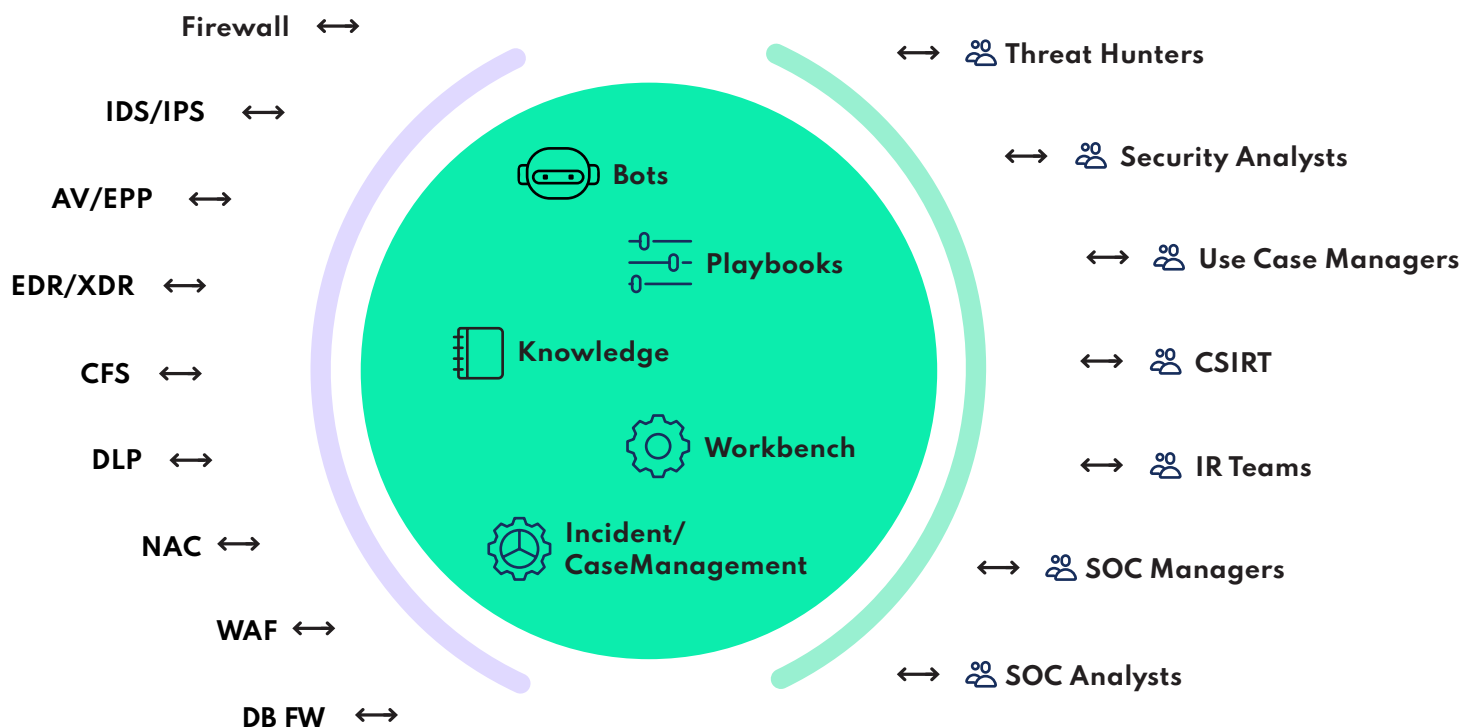 Firewall
IDS/IPS
AV/EPP
EDR/XDR
CFS
DLP
NAC
WAF
DB FW
Bots
Playbooks
Knowledge
Workbench
Incident/
CaseManagement
Threat Hunters
Security Analysts
Use Case Managers
CSIRT
IR Teams
SOC Managers
SOC Analysts